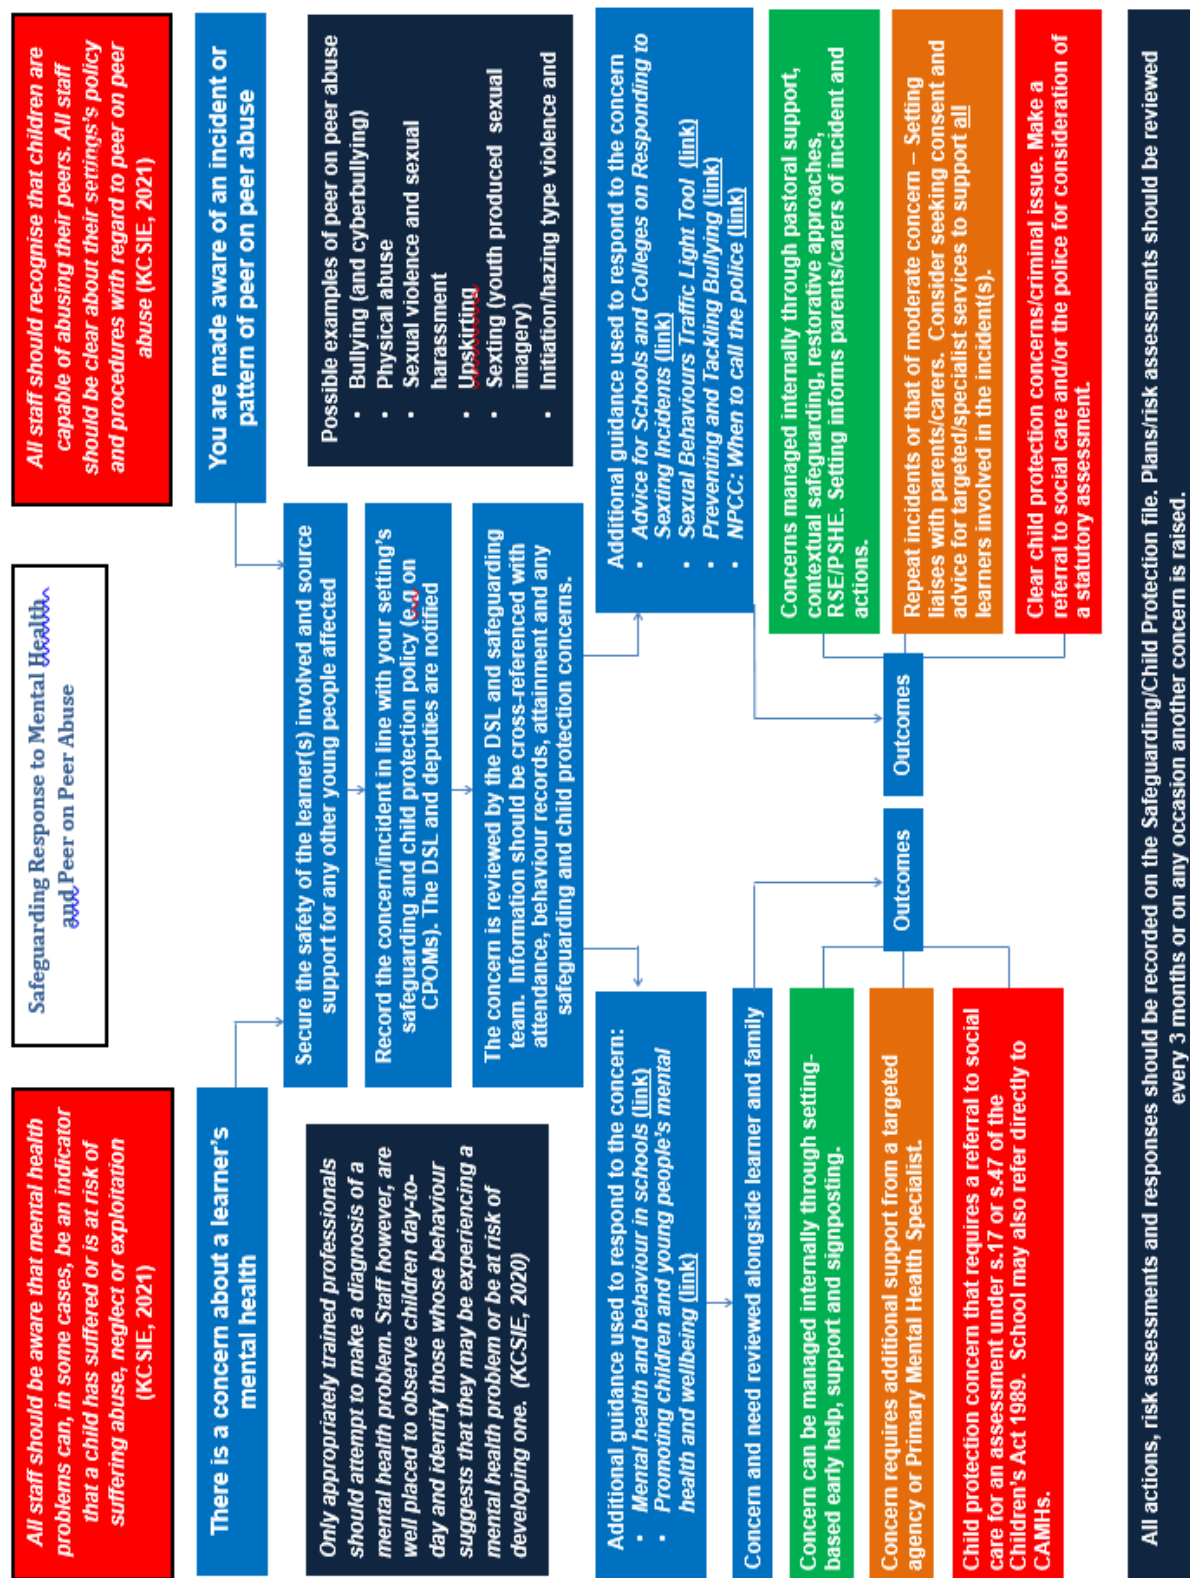 All staff should be aware that mental health
problems can, in some cases, be an indicator
that a child has suffered or is at risk of
suffering abuse, neglect or exploitation
(KCSIE, 2021)
Safeguarding Response to Mental Health
and Peer on Peer Abuse
All staff should recognise that children are
capable of abusing their peers. All staff
should be clear about their settings's policy
and procedures with regard to peer on peer
abuse (KCSIE, 2021)
There is a concern about a learner's
mental health
You are made aware of an incident or
pattern of peer on peer abuse
Secure the safety of the learner(s) involved and source
support for any other young people affected
Record the concern/incident in line with your setting's
safeguarding and child protection policy (e.g on
CPOMs). The DSL and deputies are notified
The concern is reviewed by the DSL and safeguarding
team. Information should be cross-referenced with
attendance, behaviour records, attainment and any
safeguarding and child protection concerns.
Only appropriately trained professionals
should attempt to make a diagnosis of a
mental health problem. Staff however, are
well placed to observe children day-to-
day and identify those whose behaviour
suggests that they may be experiencing a
mental health problem or be at risk of
developing one. (KCSIE, 2020)
Possible examples of peer on peer abuse
• Bullying (and cyberbullying)
• Physical abuse
• Sexual violence and sexual
harassment
• Upskirting
• Sexting (youth produced sexual
imagery)
• Initiation/hazing type violence and
Additional guidance used to respond to the concern:
• Mental health and behaviour in schools (link)
• Promoting children and young people's mental
health and wellbeing (link)
Additional guidance used to respond to the concern
• Advice for Schools and Colleges on Responding to
Sexting Incidents (link)
• Sexual Behaviours Traffic Light Tool (link)
• Preventing and Tackling Bullying (link)
• NPCC: When to call the police (link)
Concern and need reviewed alongside learner and family
Concern can be managed internally through setting-
based early help, support and signposting.
Concern requires additional support from a targeted
agency or Primary Mental Health Specialist.
Child protection concern that requires a referral to social
care for an assessment under s.17 or s.47 of the
Children's Act 1989. School may also refer directly to
CAMHs.
Outcomes
Outcomes
Concerns managed internally through pastoral support,
contextual safeguarding, restorative approaches,
RSE/PSHE. Setting informs parents/carers of incident and
actions.
Repeat incidents or that of moderate concern – Setting
liaises with parents/carers. Consider seeking consent and
advice for targeted/specialist services to support all
learners involved in the incident(s).
Clear child protection concerns/criminal issue. Make a
referral to social care and/or the police for consideration of
a statutory assessment.
All actions, risk assessments and responses should be recorded on the Safeguarding/Child Protection file. Plans/risk assessments should be reviewed
every 3 months or on any occasion another concern is raised.